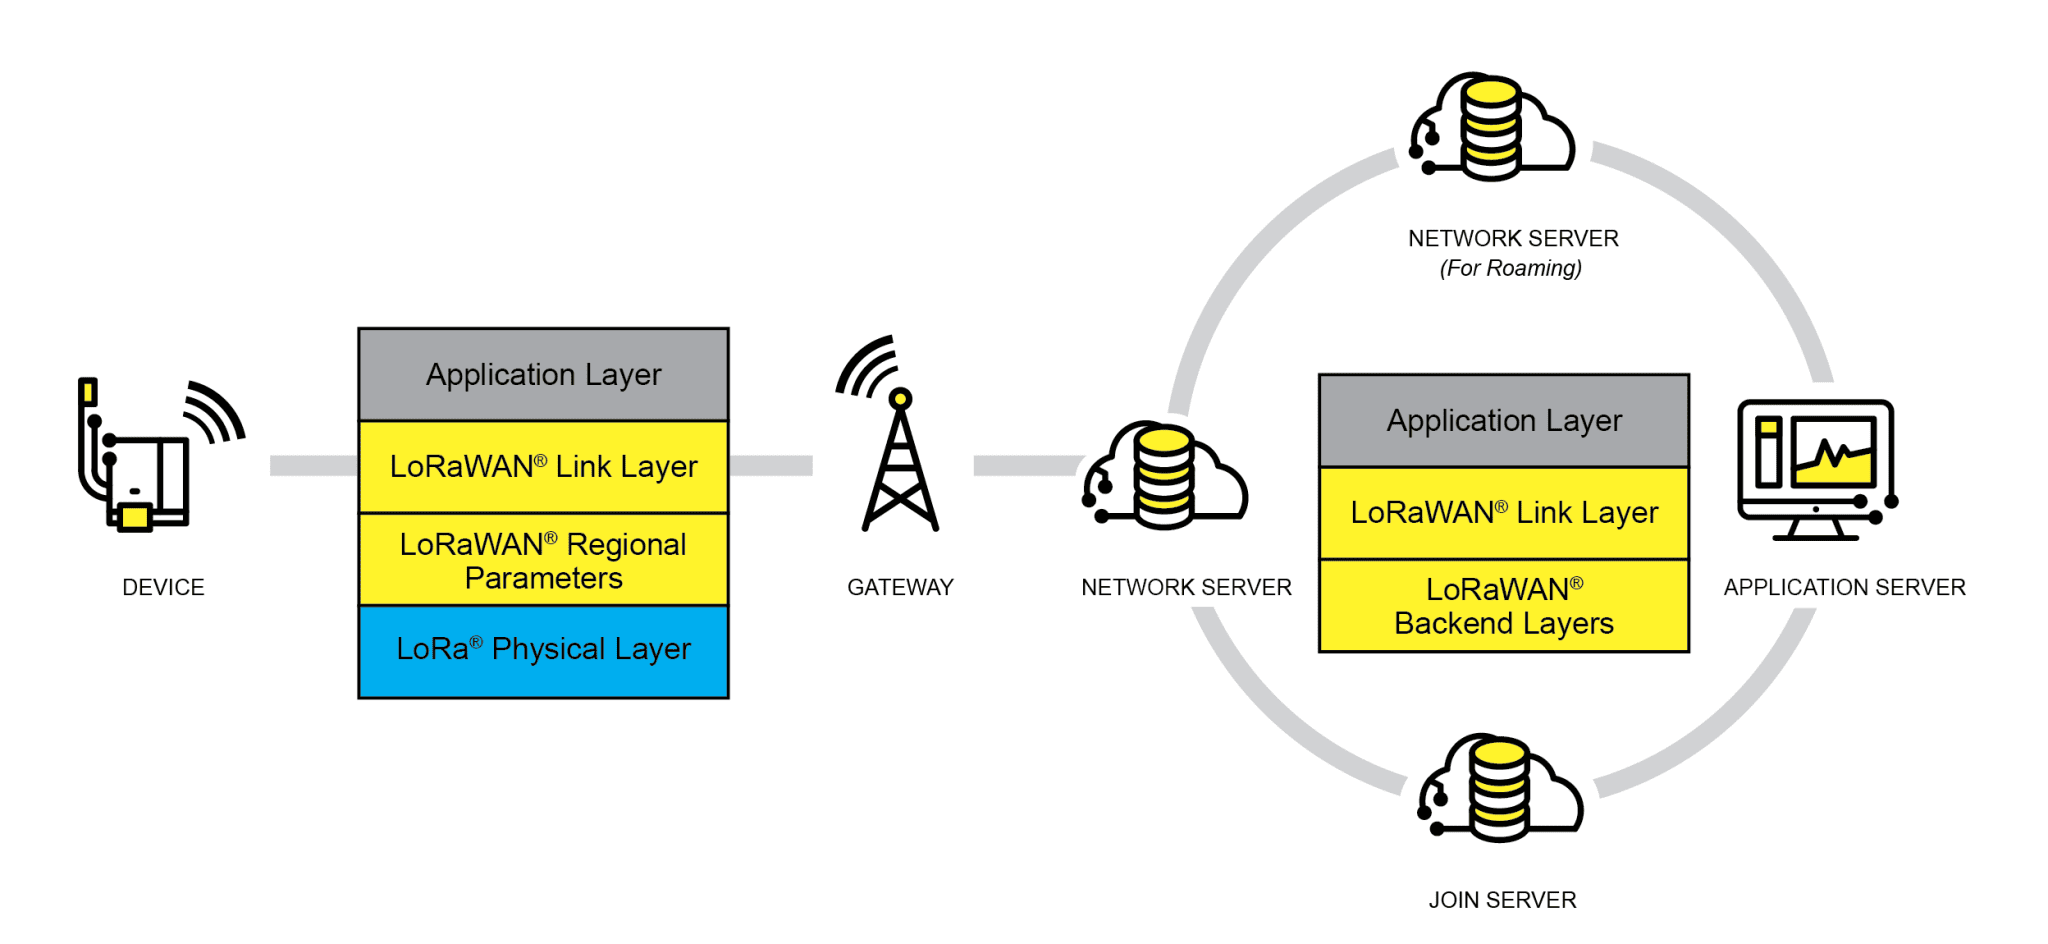 NETWORK SERVER
(For Roaming)
Application Layer
LoRaWAN® Link Layer
LoRaWAN® Regional
Parameters
LoRa® Physical Layer
Application Layer
LoRaWAN® Link Layer
LoRaWAN®
Backend Layers
DEVICE
GATEWAY
NETWORK SERVER
APPLICATION SERVER
JOIN SERVER